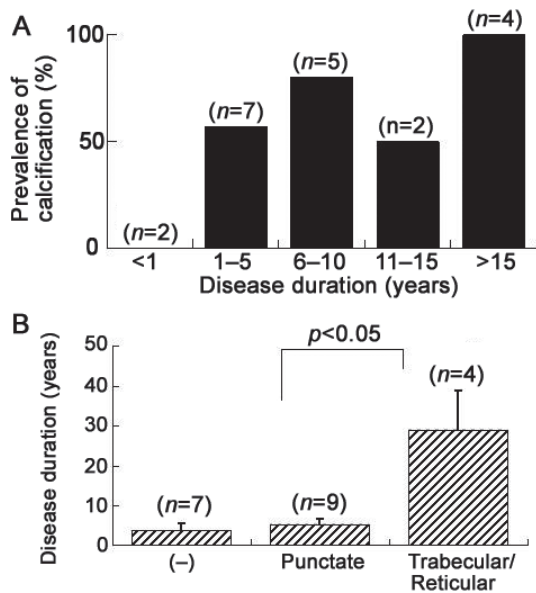 A
Prevalence of
calcification (%)
100
50
0
(n=2)
(n=7)
(n=5)
(n=2)
(n=4)
<1
1–5
6–10
11–15
>15
Disease duration (years)
B
Disease duration (years)
50
40
30
20
10
0
p<0.05
(n=7)
(n=9)
(n=4)
(–)
Punctate
Trabecular/
Reticular